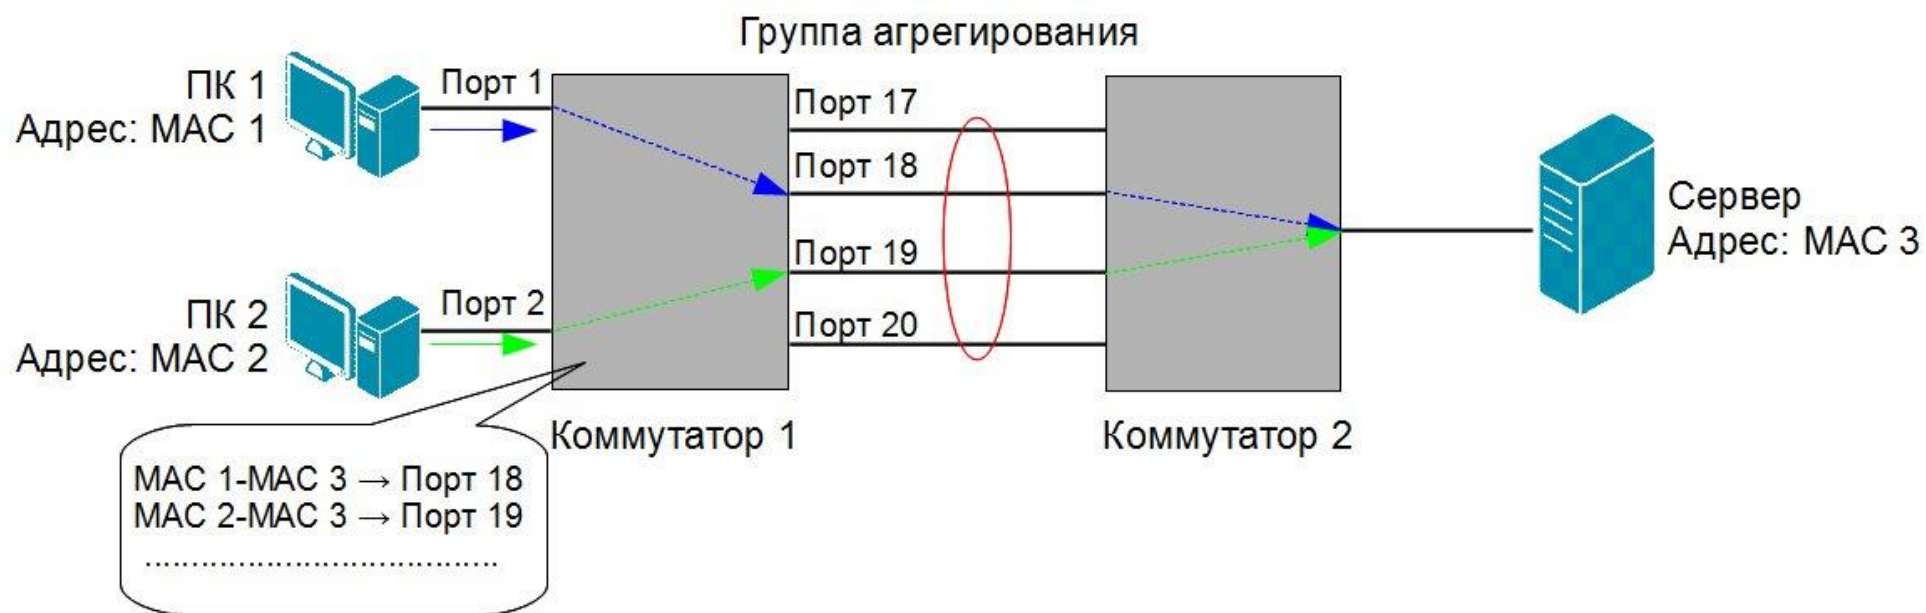 Группа агрегирования
ПК 1
Адрес: MAC 1
Порт 1
Порт 17
Порт 18
Порт 19
Порт 20
Сервер
Адрес: MAC 3
ПК 2
Адрес: MAC 2
Порт 2
Коммутатор 1
Коммутатор 2
MAC 1-MAC 3 → Порт 18
MAC 2-MAC 3 → Порт 19
.....................................